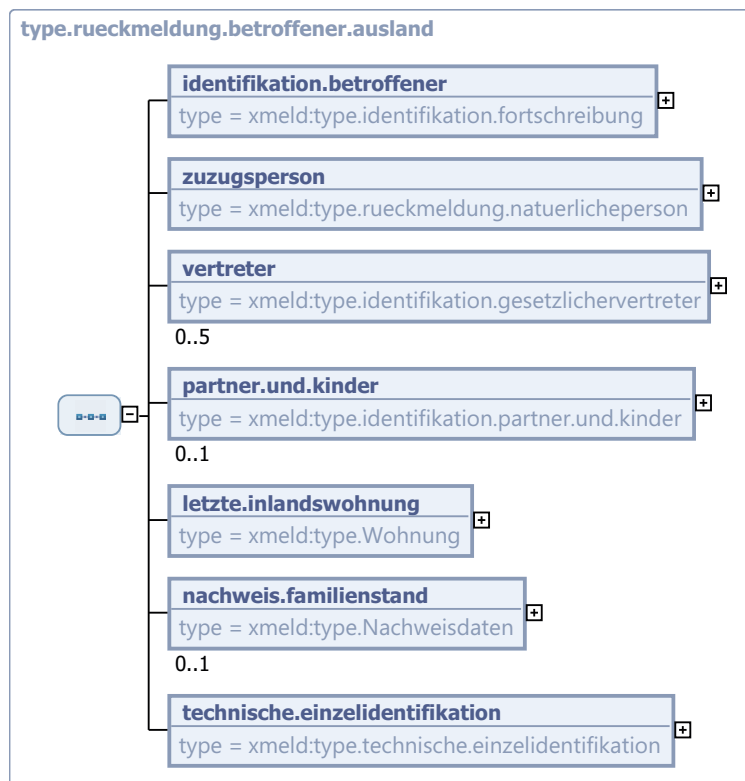 type.rueckmeldung.betroffener.ausland
identifikation.betroffener
type = xmeld:type.identifikation.fortschreibung
zuzugsperson
type = xmeld:type.rueckmeldung.natuerlicheperson
vertreter
type = xmeld:type.identifikation.gesetzlichervertreter
0..5
partner.und.kinder
type = xmeld:type.identifikation.partner.und.kinder
0..1
letzte.inlandswohnung
type = xmeld:type.Wohnung
nachweis.familienstand
type = xmeld:type.Nachweisdaten
0..1
technische.einzelidentifikation
type = xmeld:type.technische.einzelidentifikation